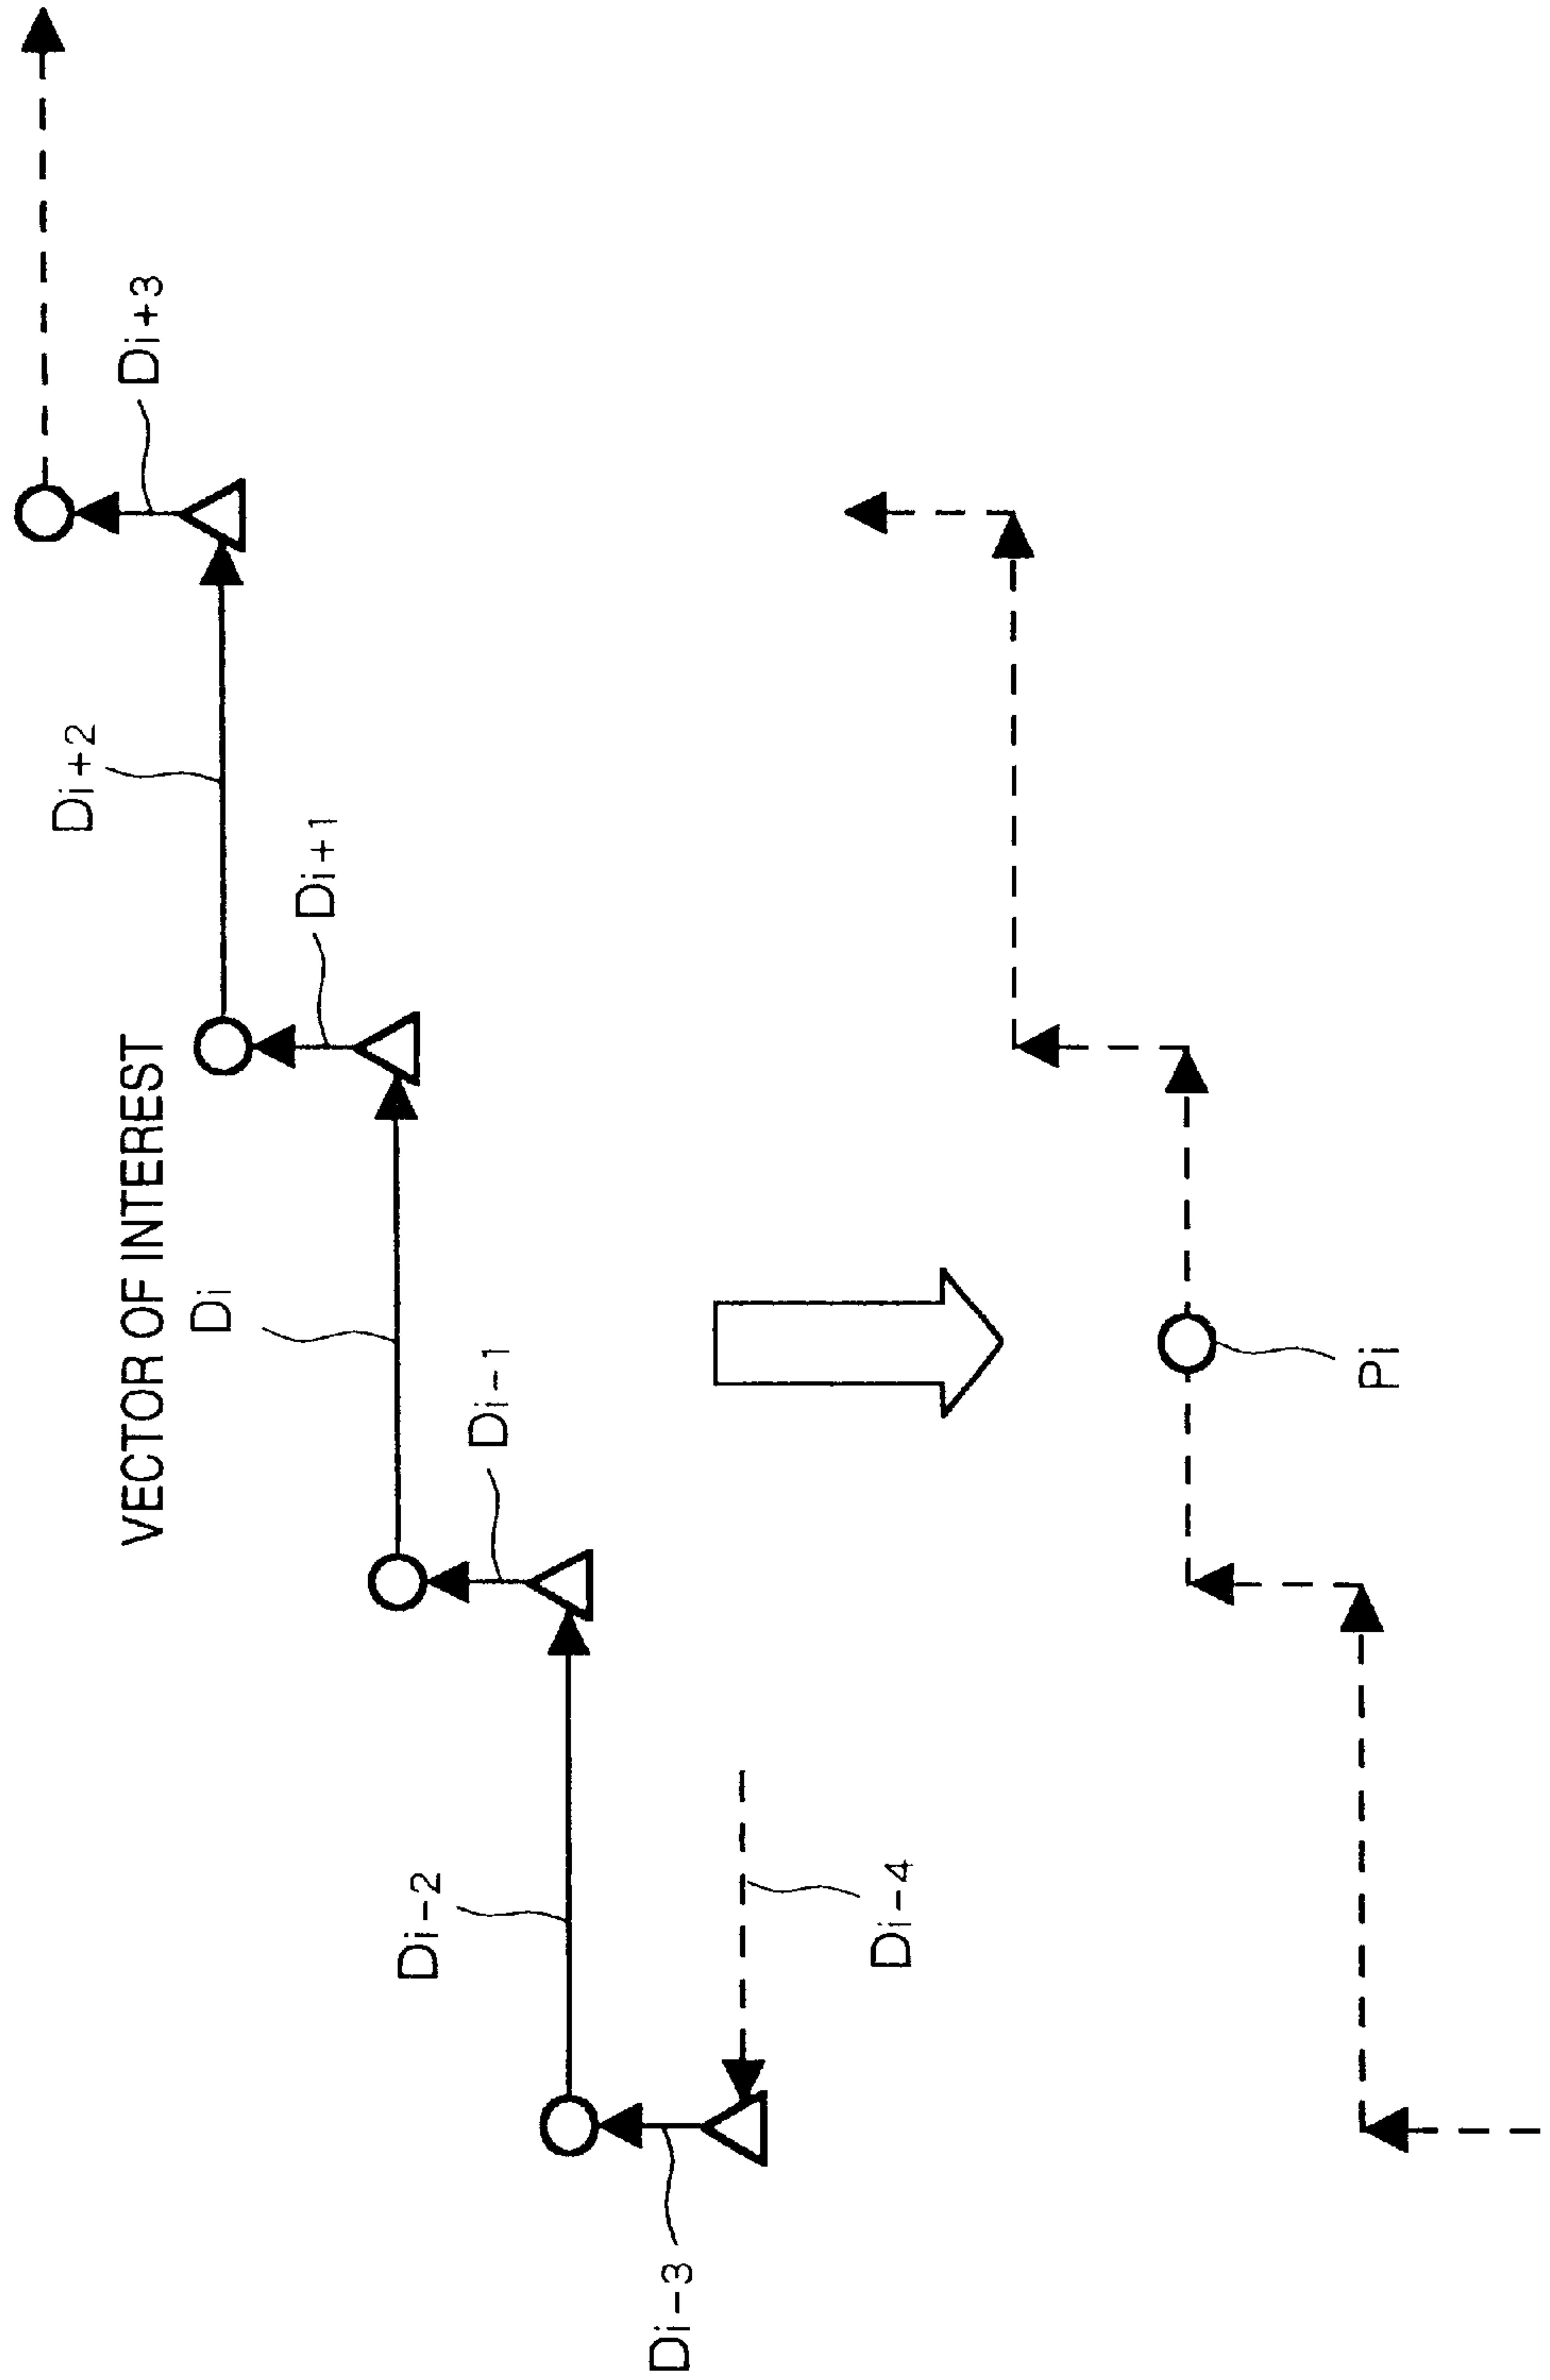 Di+3
Di+2
Di+1
VECTOR OF INTEREST
Di
Di-1
Di-2
Di-4
Di-3
Pi